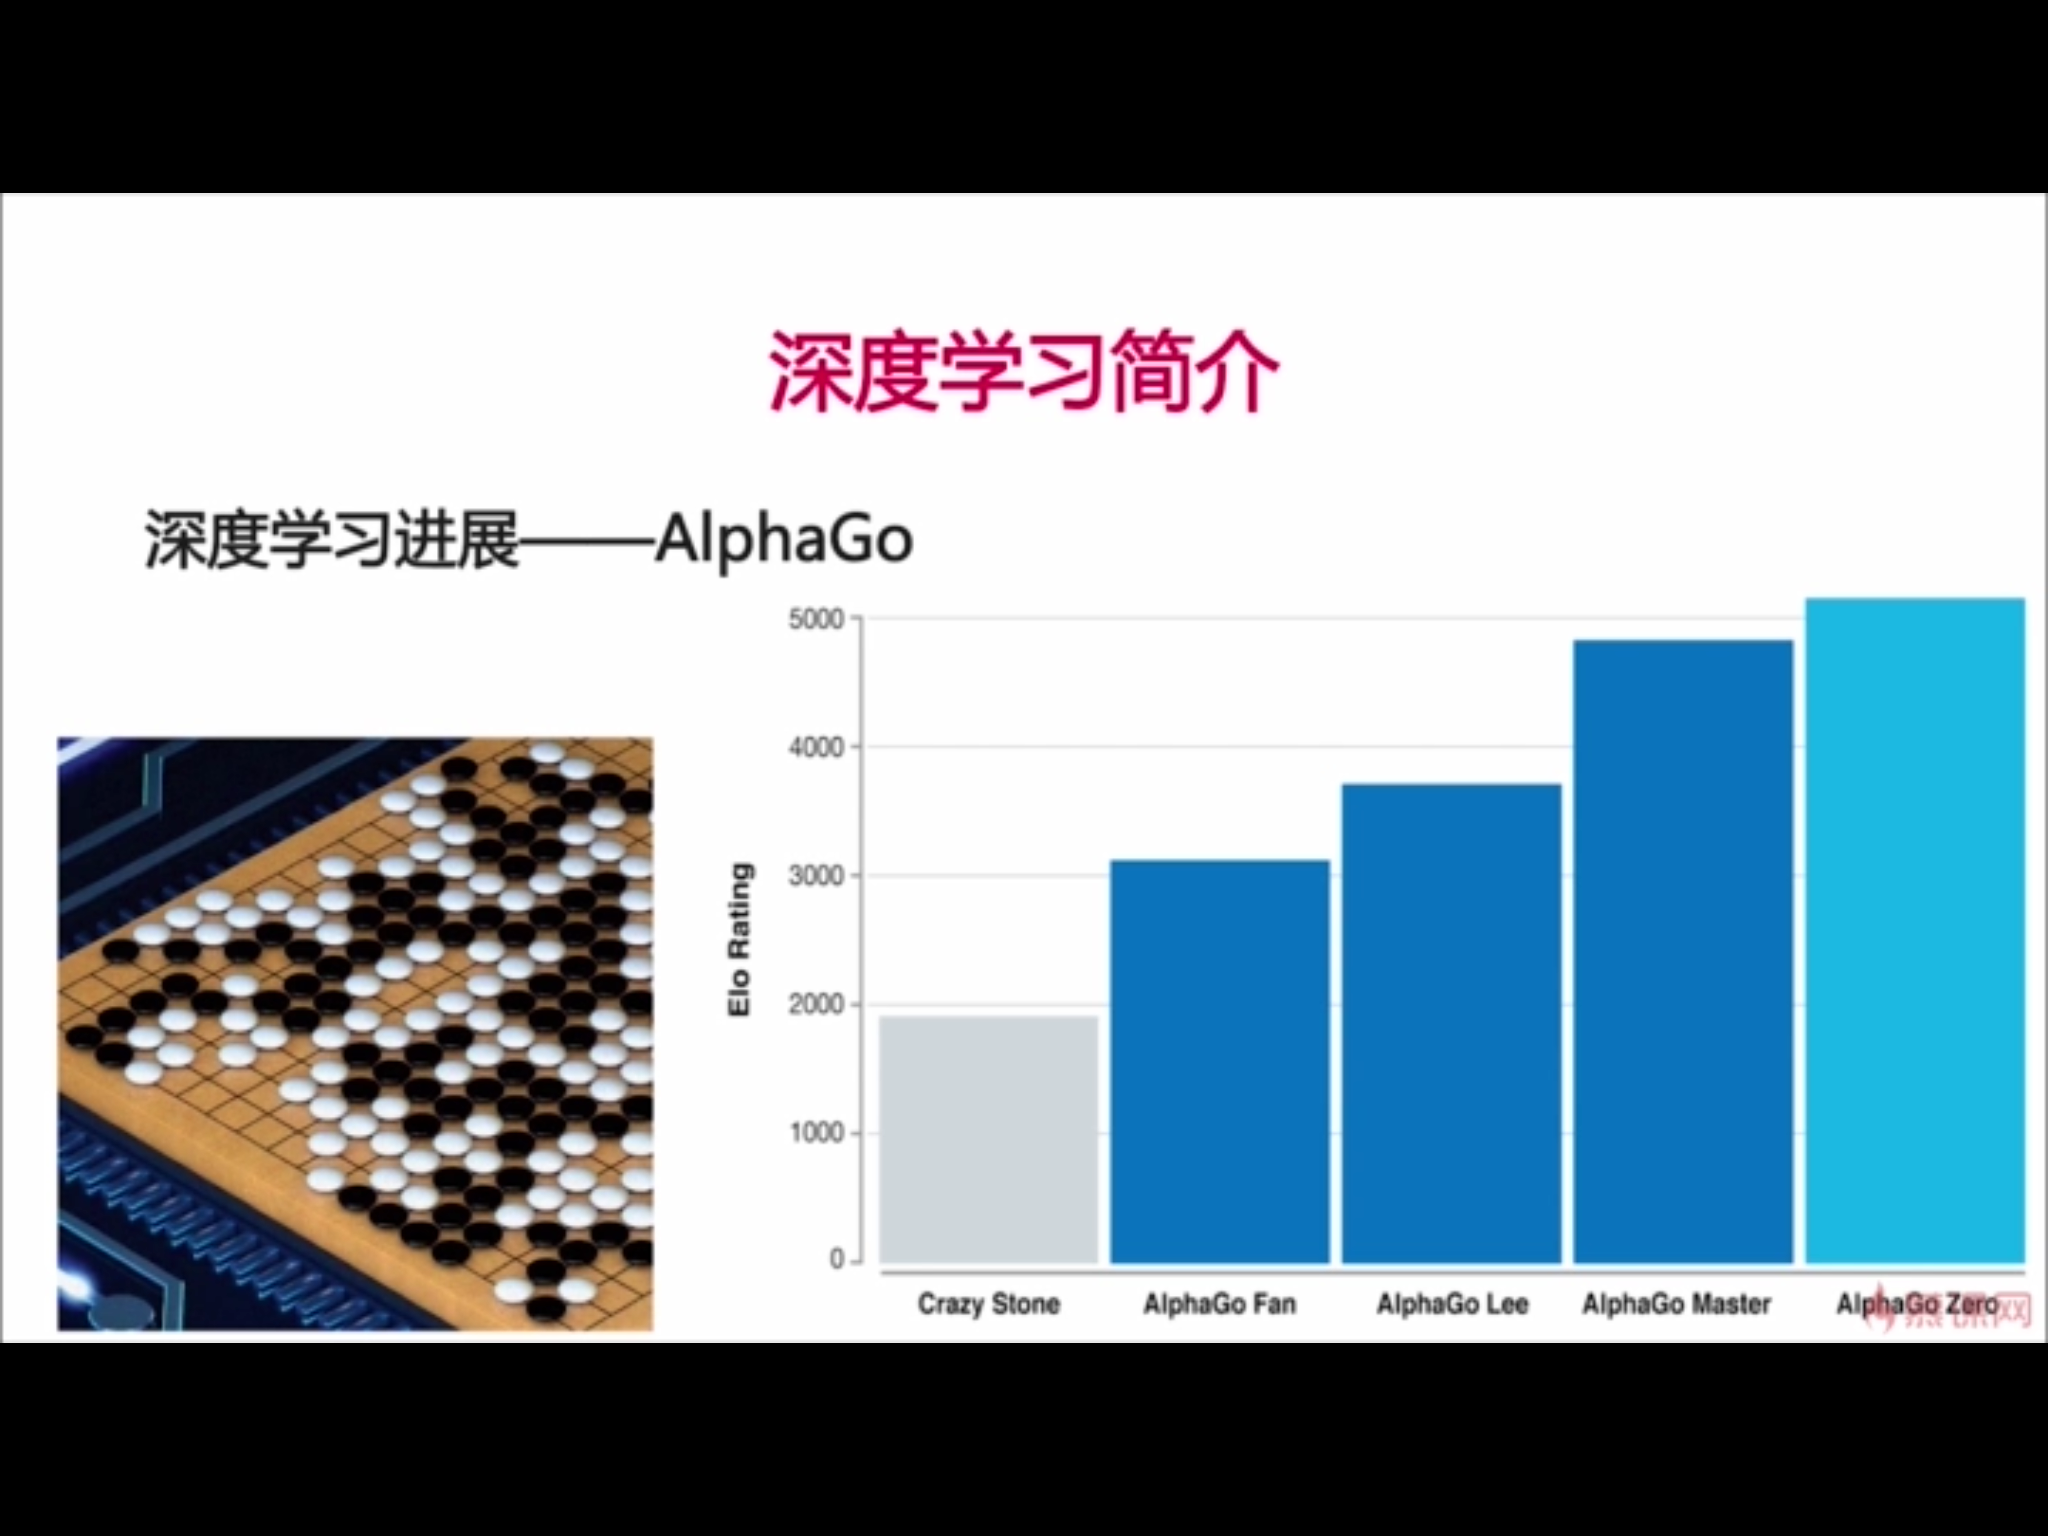 深度学习简介
深度学习进展——AlphaGo
5000
4000
3000
2000
1000
0
Elo Rating
Crazy Stone
AlphaGo Fan
AlphaGo Lee
AlphaGo Master
AlphaGo Zero
慕课网